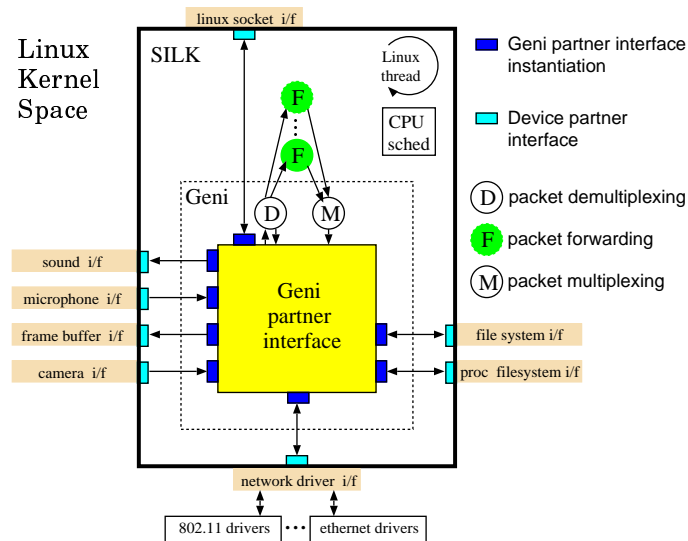 linux socket i/f
Linux
Kernel
Space
SILK
Linux
thread
CPU
sched
F
F
Geni
D
M
Geni
partner
interface
sound i/f
microphone i/f
frame buffer i/f
camera i/f
file system i/f
proc filesystem i/f
network driver i/f
802.11 drivers
ethernet drivers
Geni partner interface
instantiation
Device partner
interface
D packet demultiplexing
F packet forwarding
M packet multiplexing